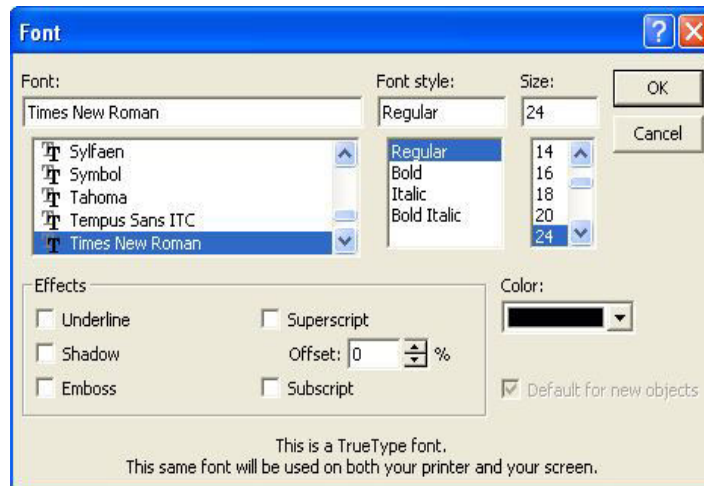 Font
Font: Font style: Size:
Times New Roman Regular 24 OK
Cancel
Sylfaen Regular 14
Symbol Bold 16
Tahoma Italic 18
Tempus Sans ITC Bold Italic 20
Times New Roman 24
Effects Color:
Underline Superscript
Shadow Offset: 0 %
Emboss Subscript Default for new objects
This is a TrueType font.
This same font will be used on both your printer and your screen.